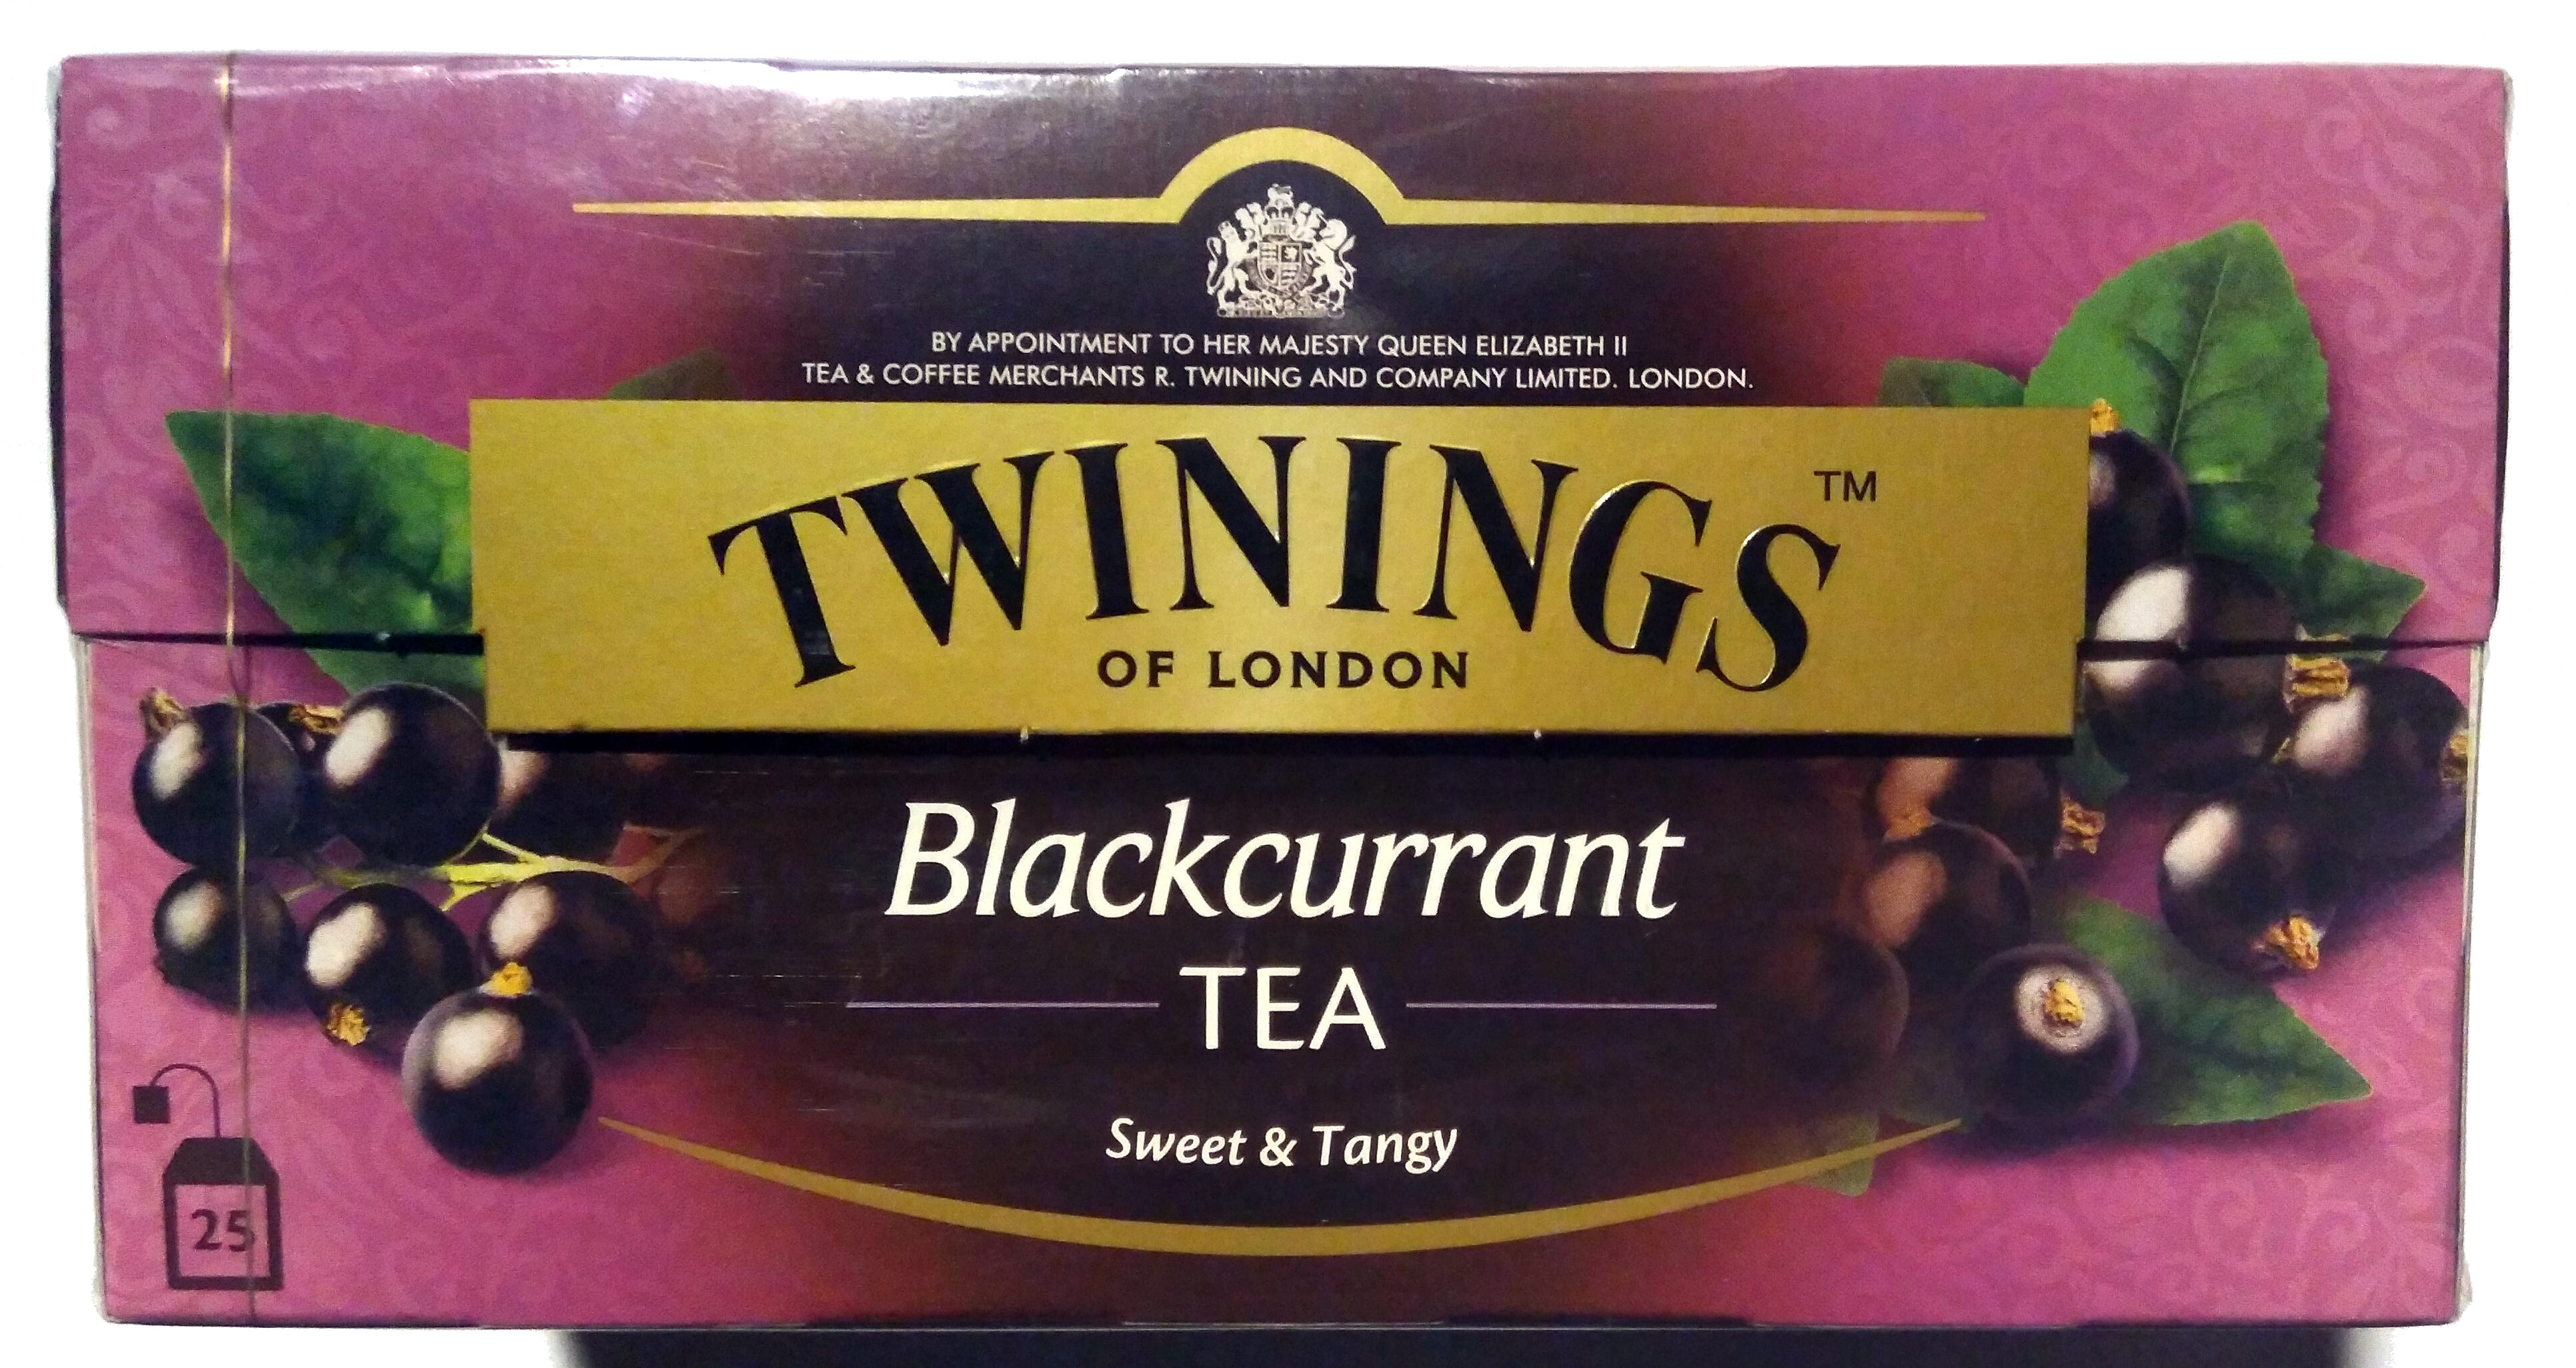 BY APPOINTMENT TO HER MAJESTY QUEEN ELIZABETH II
TEA & COFFEE MERCHANTS R. TWINING AND COMPANY LIMITED. LONDON.
TWININGS™
OF LONDON
Blackcurrant
TEA
Sweet & Tangy
25